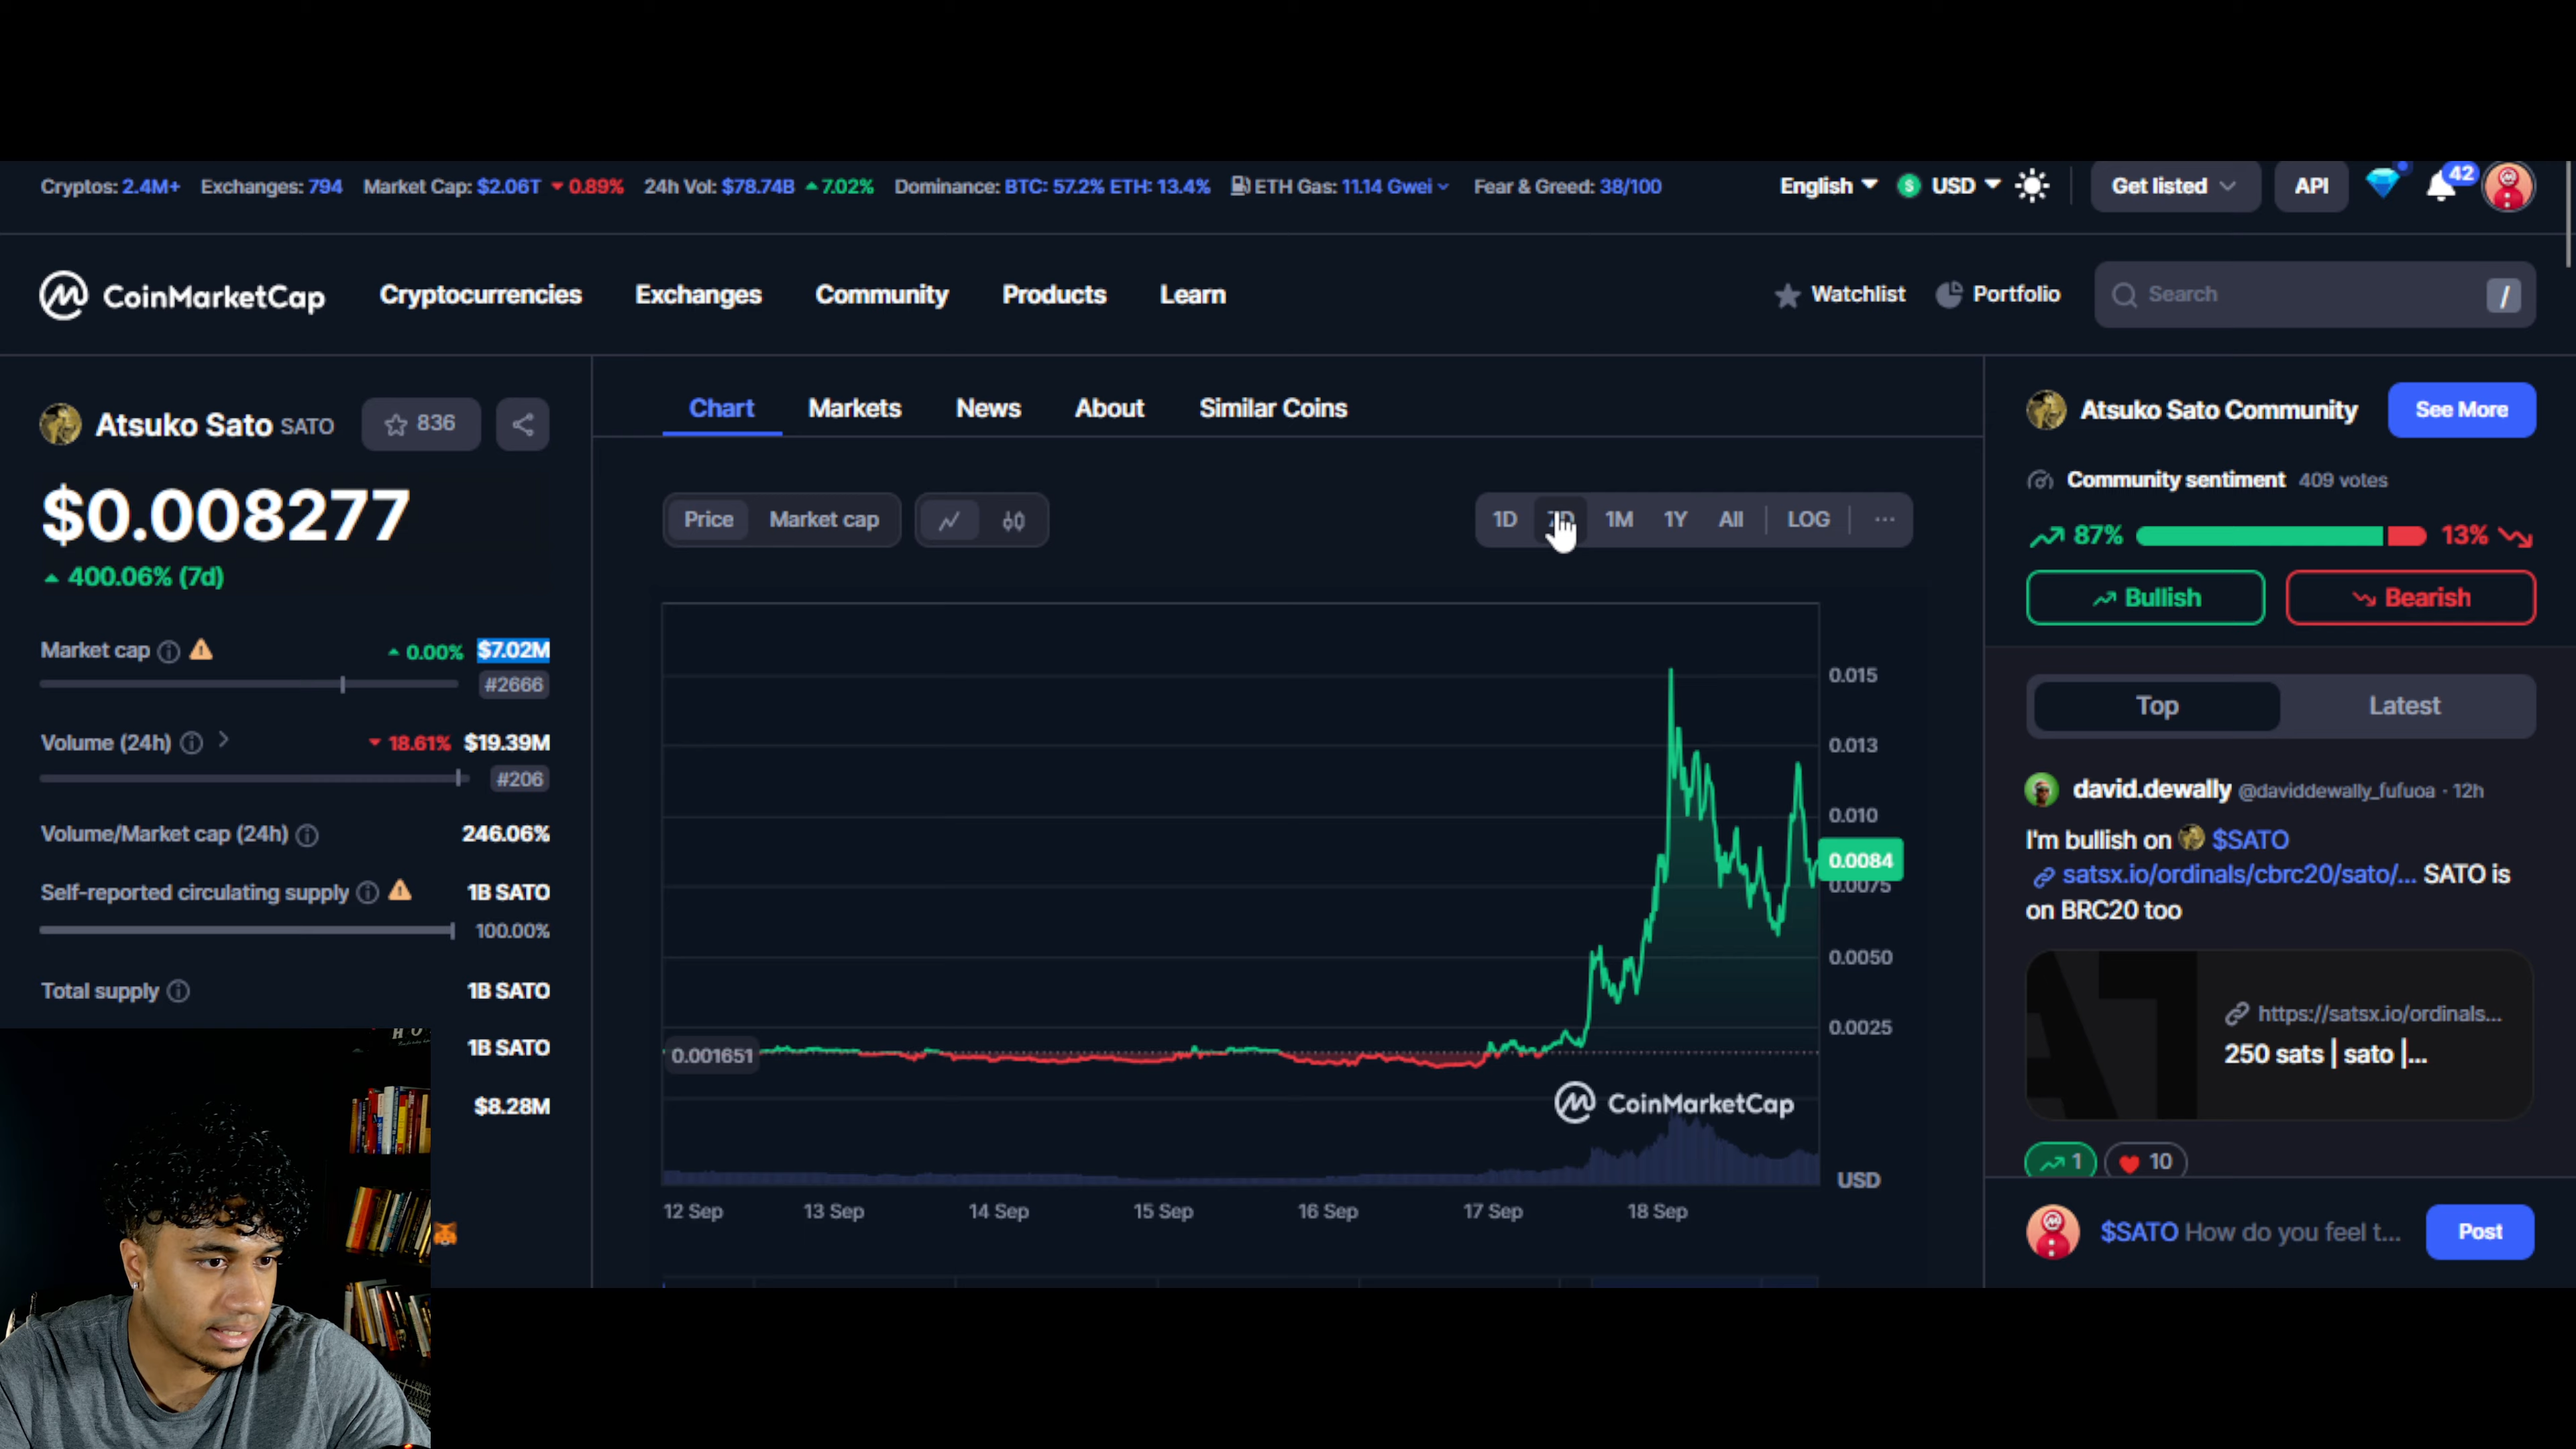 Cryptos: 2.4M+ Exchanges: 794 Market Cap: $2.06T 0.89% 24h Vol: $78.74B 7.02% Dominance: BTC: 57.2% ETH: 13.4% ETH Gas: 11.14 Gwei Fear & Greed: 38/100 English USD Get listed API 42
CoinMarketCap Cryptocurrencies Exchanges Community Products Learn Watchlist Portfolio Search /
Atsuko Sato SATO 836
$0.008277
400.06% (7d)
Market cap 0.00% $7.02M
#2666
Volume (24h) 18.61% $19.39M
#206
Volume/Market cap (24h) 246.06%
Self-reported circulating supply 1B SATO
100.00%
Total supply 1B SATO
1B SATO
$8.28M
Chart Markets News About Similar Coins
Price Market cap 1D 1M 1Y All LOG ...
0.015
0.013
0.010
0.0084
0.0075
0.0050
0.0025
0.001651
CoinMarketCap
USD
12 Sep 13 Sep 14 Sep 15 Sep 16 Sep 17 Sep 18 Sep
Atsuko Sato Community See More
Community sentiment 409 votes
87% 13%
Bullish Bearish
Top Latest
david.dewally @daviddewally_fufuoa · 12h
I'm bullish on $SATO
satsx.io/ordinals/cbrc20/sato/... SATO is
on BRC20 too
https://satsx.io/ordinals...
250 sats | sato |...
1 10
$SATO How do you feel t... Post